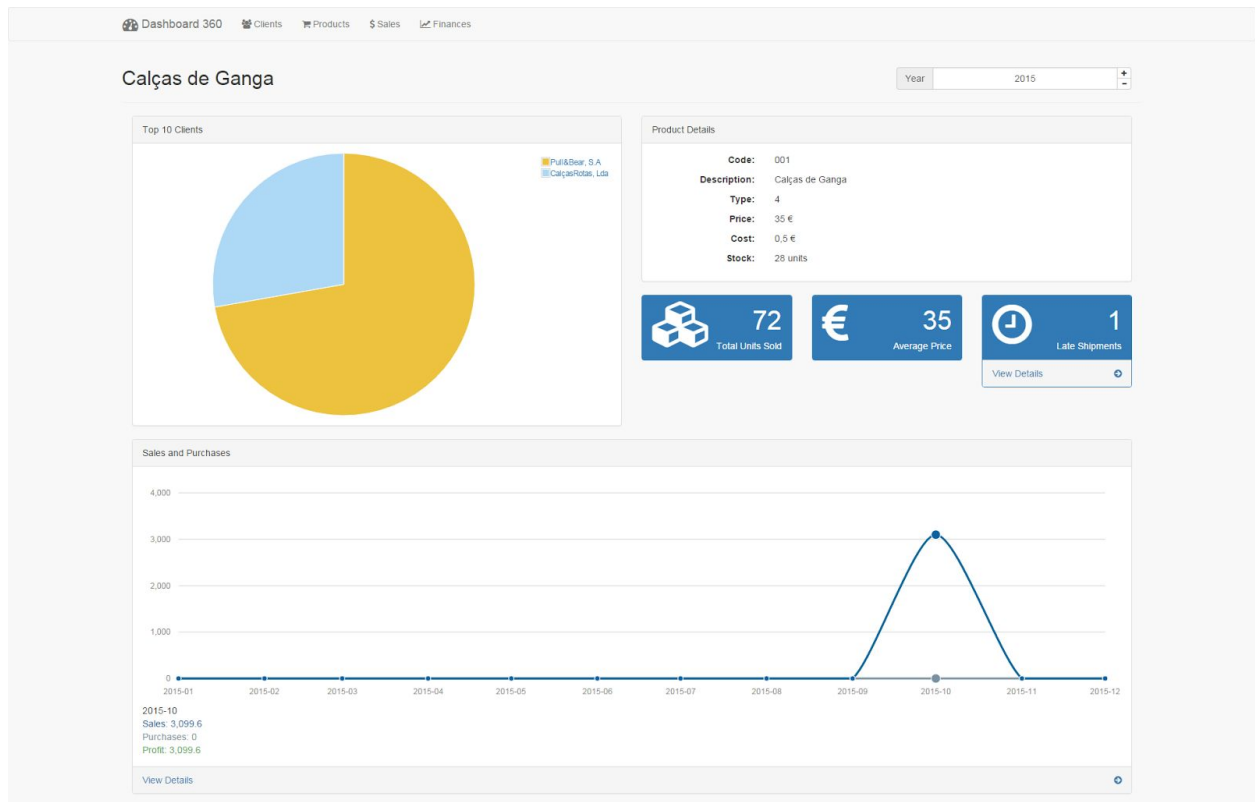 Dashboard 360 Clients Products $ Sales Finances
Calças de Ganga
Year 2015 + -
Top 10 Clients
Pull&Bear, S.A
CalçasRotas, Lda
Product Details
Code: 001
Description: Calças de Ganga
Type: 4
Price: 35 €
Cost: 0,5 €
Stock: 28 units
72
Total Units Sold
€ 35
Average Price
1
Late Shipments
View Details
Sales and Purchases
4,000
3,000
2,000
1,000
0
2015-01 2015-02 2015-03 2015-04 2015-05 2015-06 2015-07 2015-08 2015-09 2015-10 2015-11 2015-12
2015-10
Sales: 3,099.6
Purchases: 0
Profit: 3,099.6
View Details